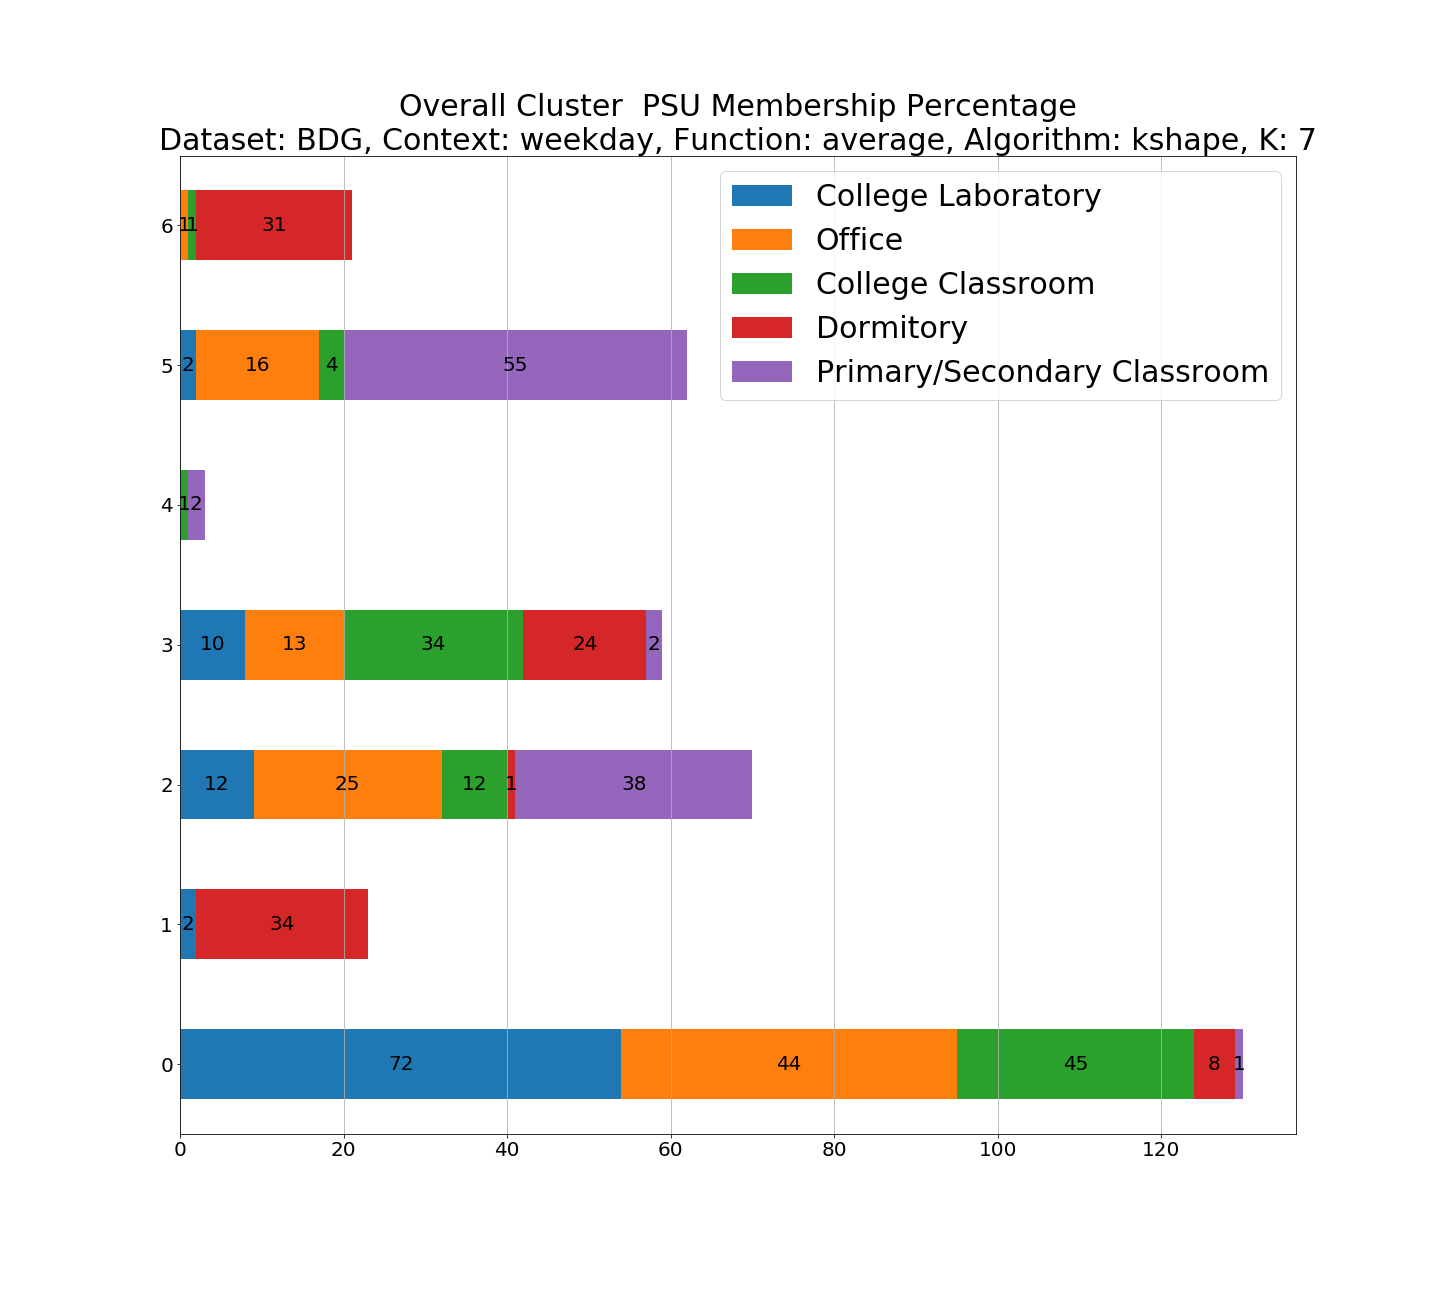 Overall Cluster  PSU Membership Percentage
Dataset: BDG, Context: weekday, Function: average, Algorithm: kshape, K: 7
College Laboratory
Office
College Classroom
Dormitory
Primary/Secondary Classroom
6 1 1 31
5 2 16 4 55
4 1 2
3 10 13 34 24 2
2 12 25 12 1 38
1 2 34
0 72 44 45 8 1
0 20 40 60 80 100 120